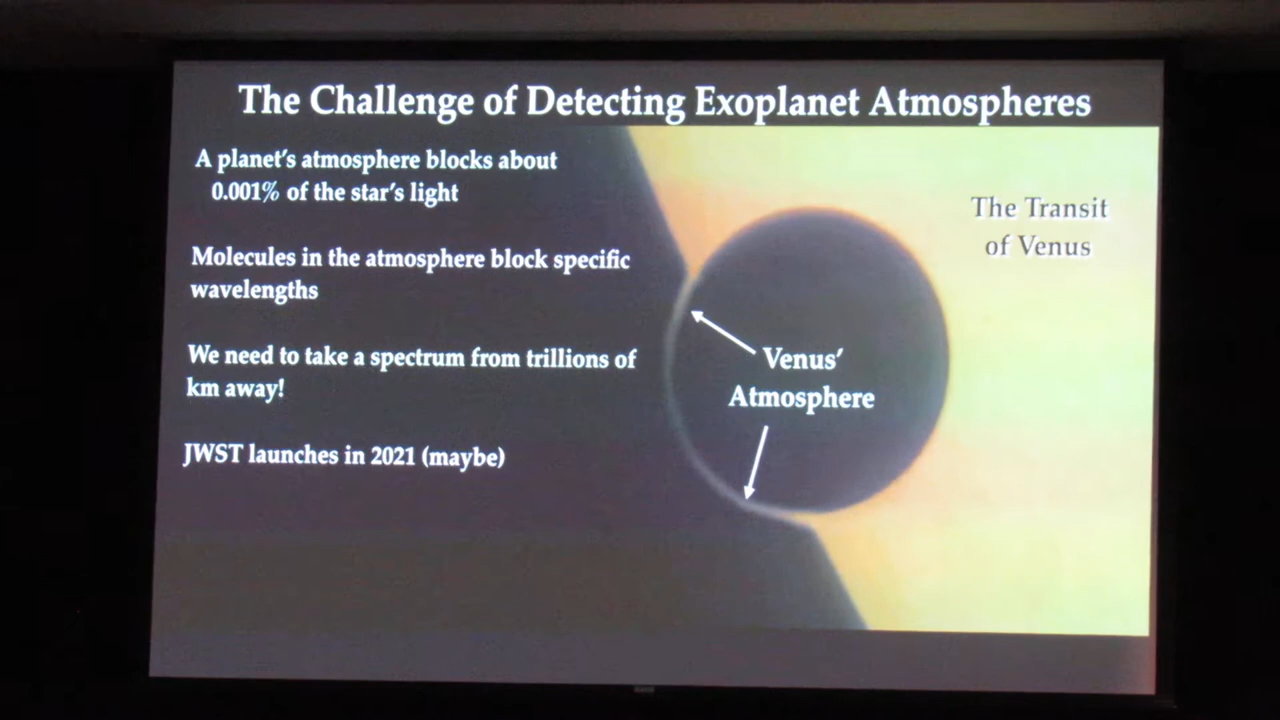 The Challenge of Detecting Exoplanet Atmospheres
A planet's atmosphere blocks about
0.001% of the star's light
Molecules in the atmosphere block specific
wavelengths
We need to take a spectrum from trillions of
km away!
JWST launches in 2021 (maybe)
The Transit
of Venus
Venus'
Atmosphere